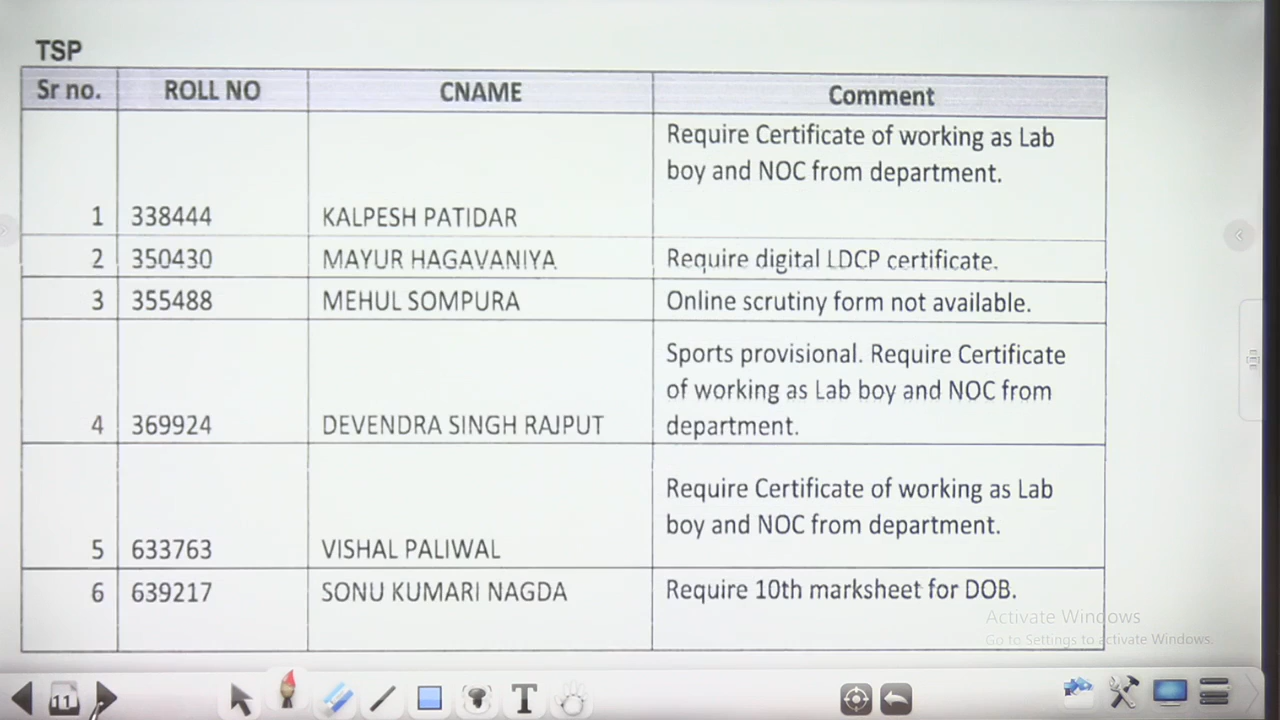 TSP
Sr no. ROLL NO CNAME Comment
Require Certificate of working as Lab
boy and NOC from department.
1 338444 KALPESH PATIDAR
2 350430 MAYUR HAGAVANIYA Require digital LDCP certificate.
3 355488 MEHUL SOMPURA Online scrutiny form not available.
Sports provisional. Require Certificate
of working as Lab boy and NOC from
4 369924 DEVENDRA SINGH RAJPUT department.
Require Certificate of working as Lab
boy and NOC from department.
5 633763 VISHAL PALIWAL
6 639217 SONU KUMARI NAGDA Require 10th marksheet for DOB.
Activate Windows
Go to Settings to activate Windows.
11
T